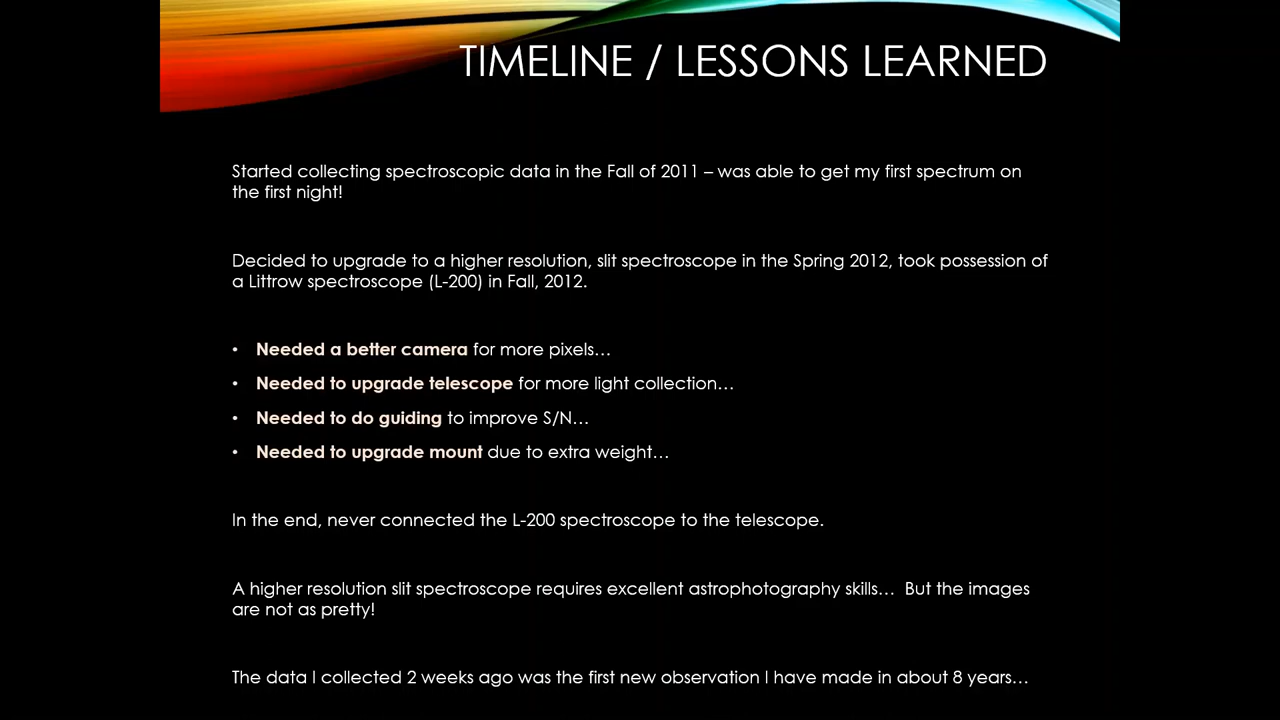 TIMELINE / LESSONS LEARNED
Started collecting spectroscopic data in the Fall of 2011 – was able to get my first spectrum on
the first night!
Decided to upgrade to a higher resolution, slit spectroscope in the Spring 2012, took possession of
a Littrow spectroscope (L-200) in Fall, 2012.
• Needed a better camera for more pixels…
• Needed to upgrade telescope for more light collection…
• Needed to do guiding to improve S/N…
• Needed to upgrade mount due to extra weight…
In the end, never connected the L-200 spectroscope to the telescope.
A higher resolution slit spectroscope requires excellent astrophotography skills… But the images
are not as pretty!
The data I collected 2 weeks ago was the first new observation I have made in about 8 years…